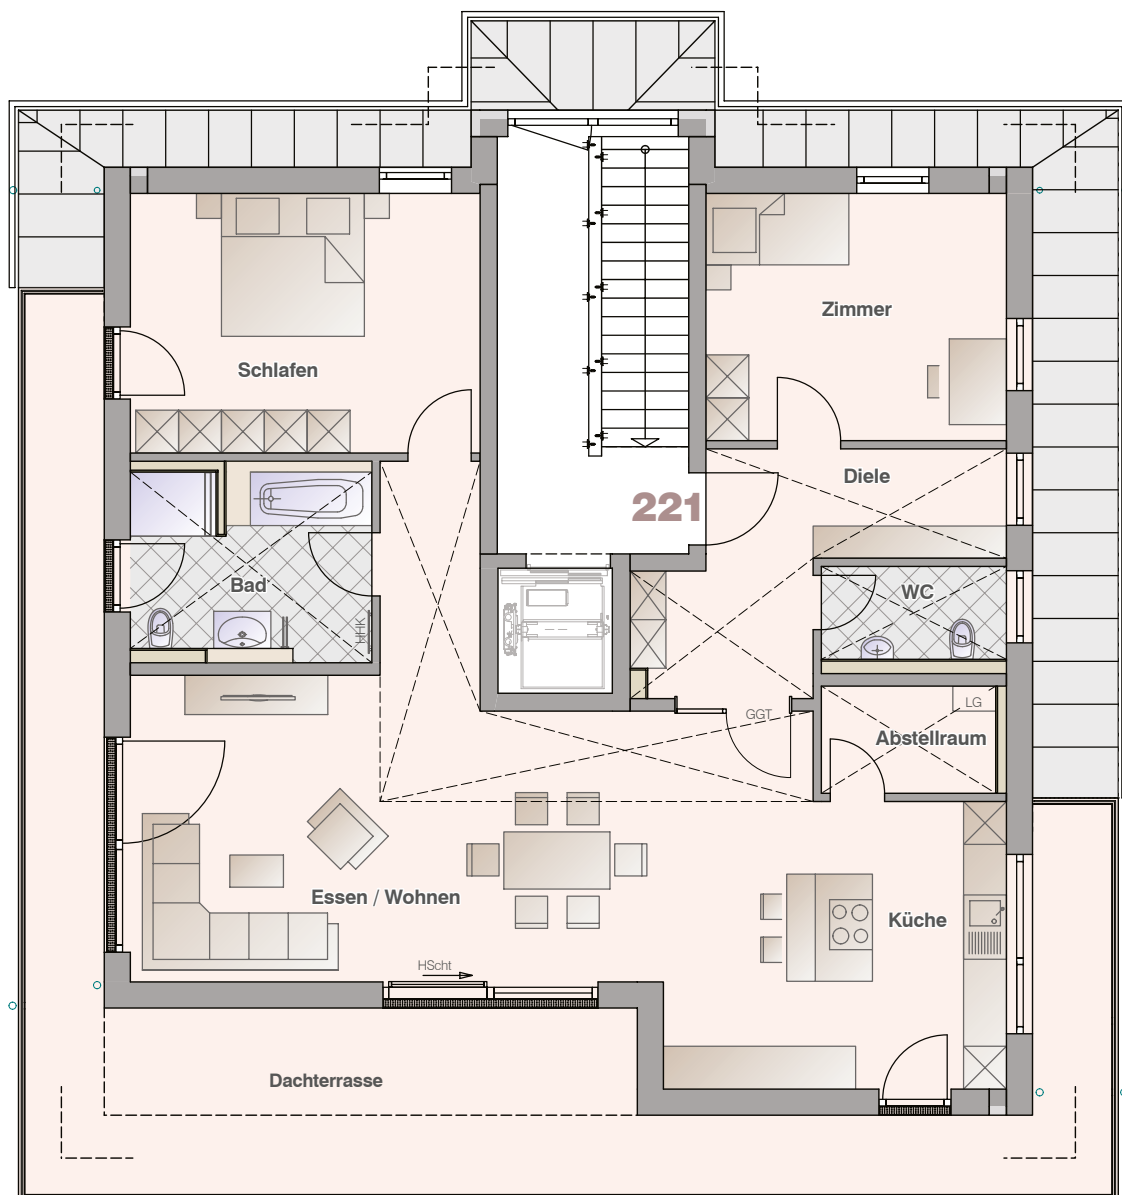 Zimmer
Schlafen
Diele
221
Bad
WC
HHK
LG
GGT
Abstellraum
Essen / Wohnen
Küche
HScht
Dachterrasse